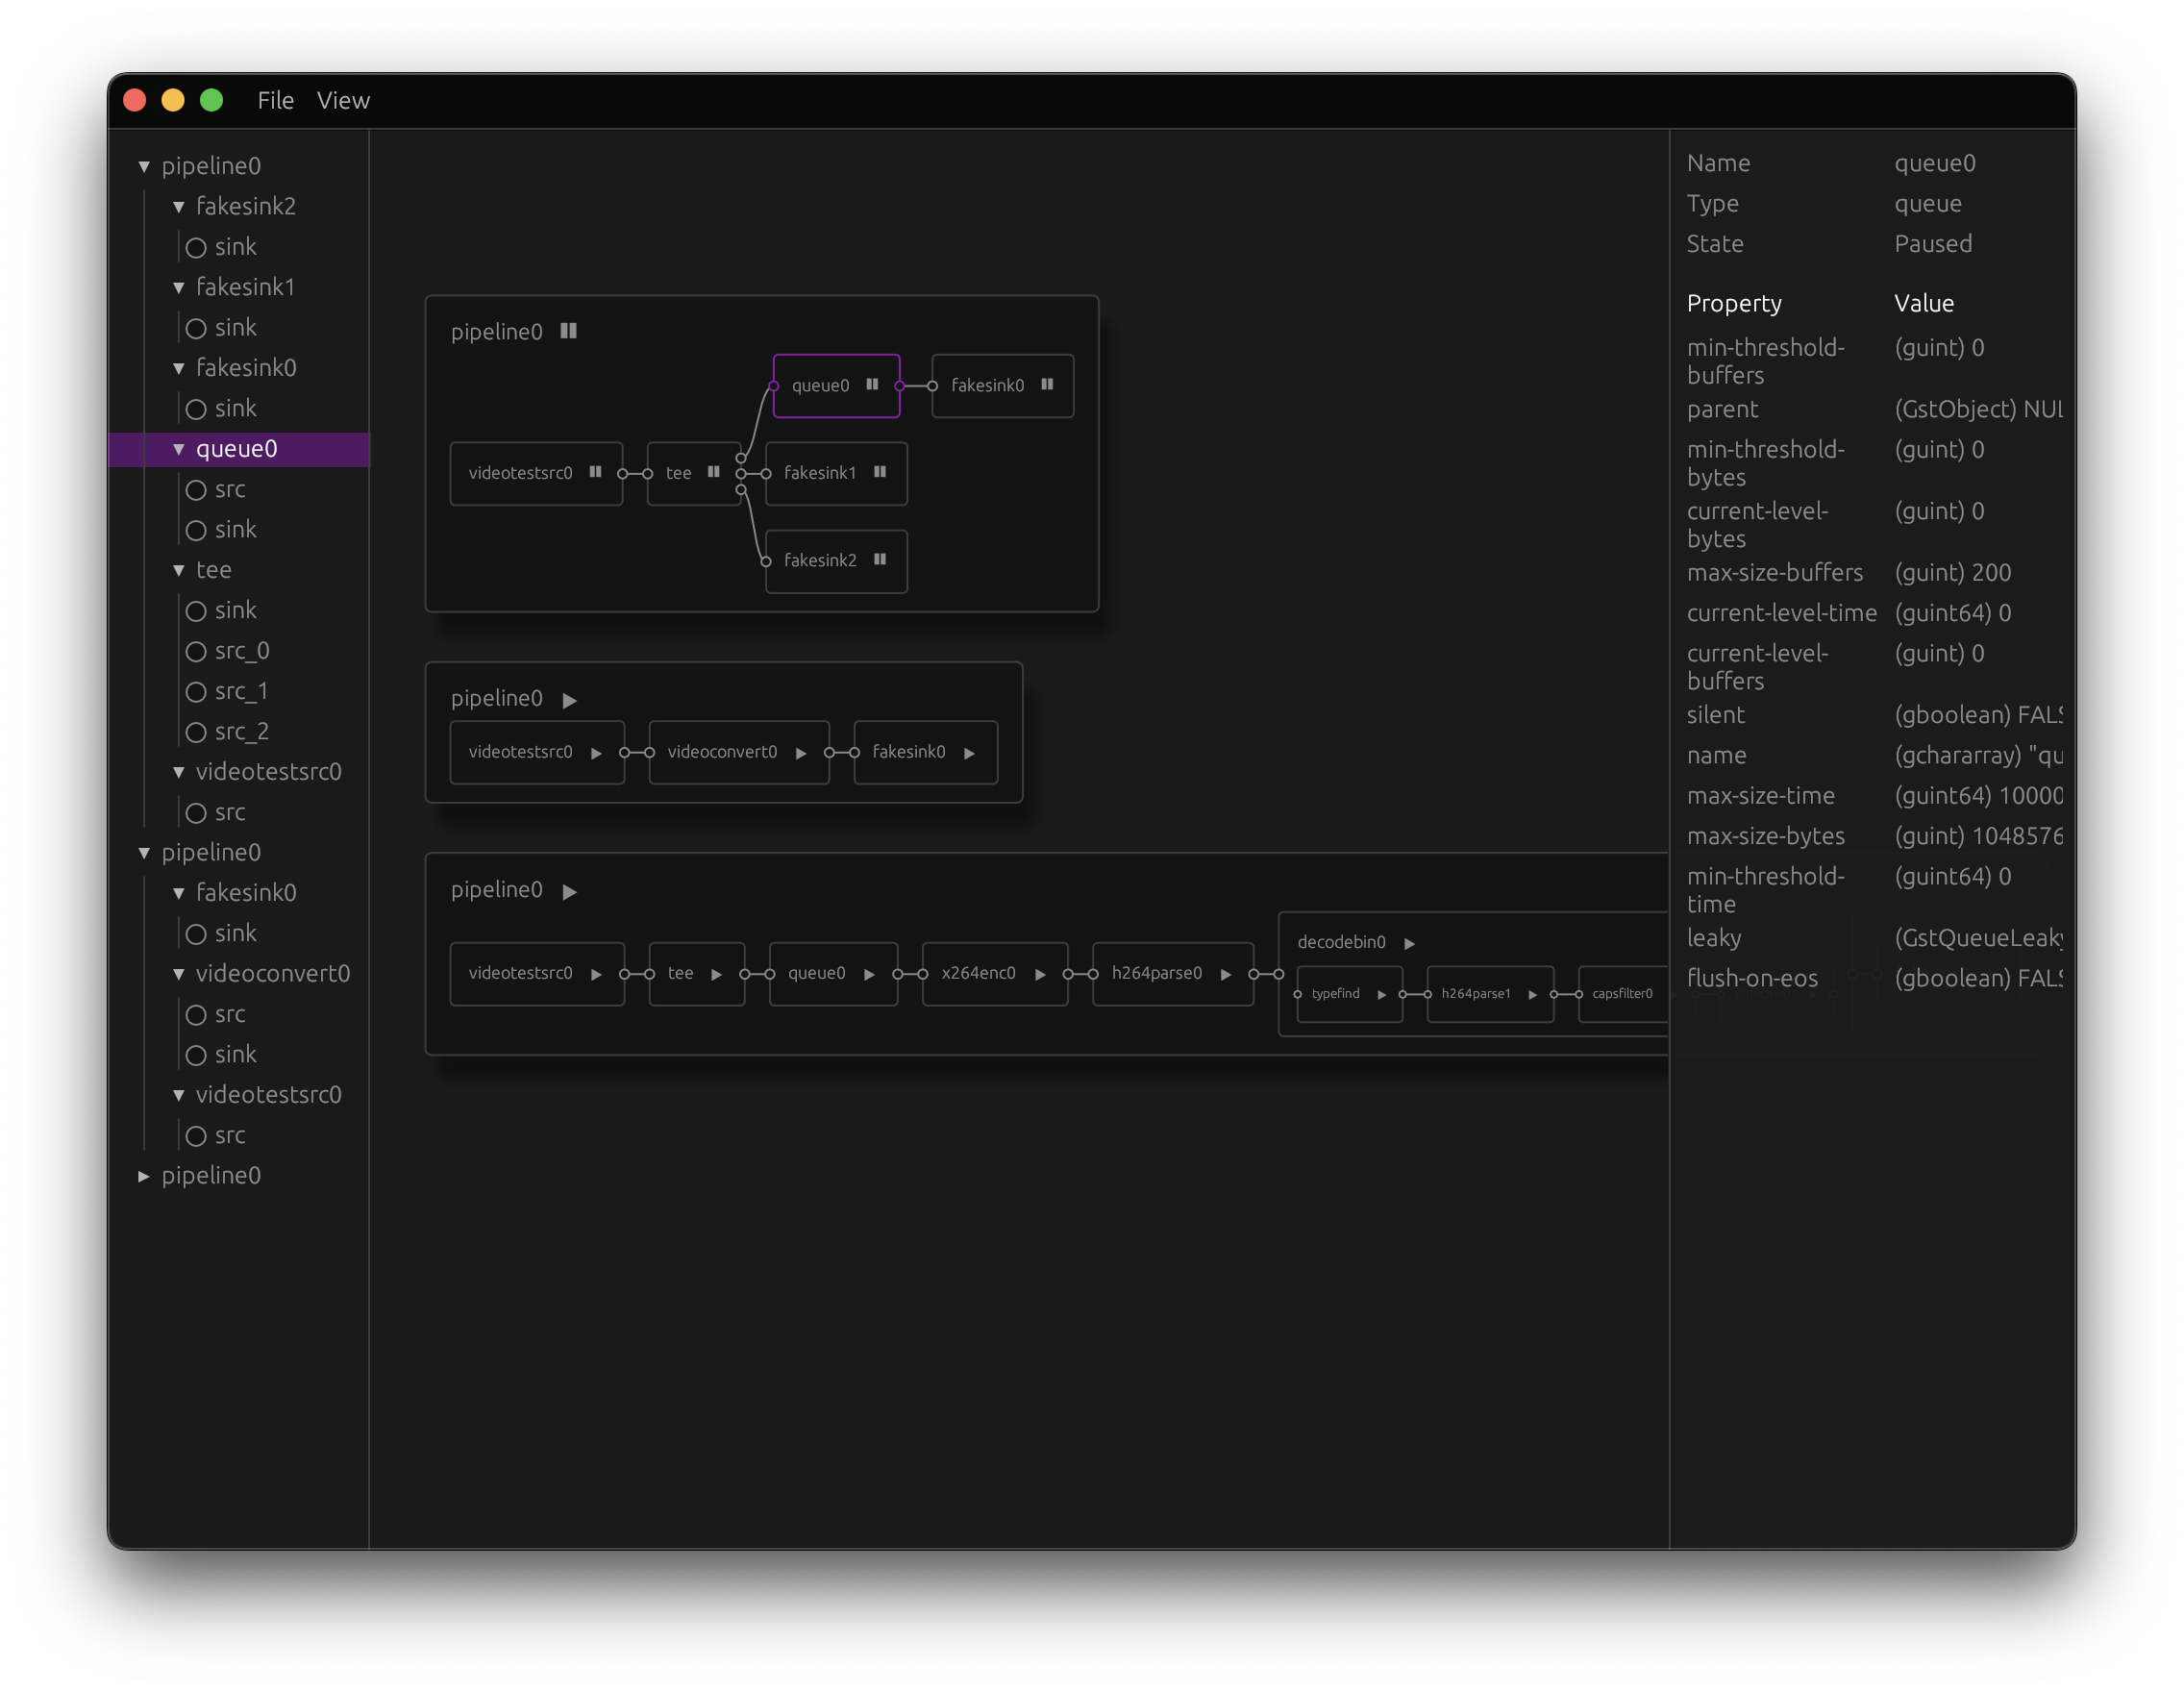 File View
pipeline0
fakesink2
sink
fakesink1
sink
fakesink0
sink
queue0
src
sink
tee
sink
src_0
src_1
src_2
videotestsrc0
src
pipeline0
fakesink0
sink
videoconvert0
src
sink
videotestsrc0
src
pipeline0
pipeline0
queue0 fakesink0
videotestsrc0 tee fakesink1
fakesink2
pipeline0
videotestsrc0 videoconvert0 fakesink0
pipeline0
decodebin0
videotestsrc0 tee queue0 x264enc0 h264parse0
typefind h264parse1 capsfilter0
Name queue0
Type queue
State Paused
Property Value
min-threshold- (guint) 0
buffers
parent (GstObject) NUL
min-threshold- (guint) 0
bytes
current-level- (guint) 0
bytes
max-size-buffers (guint) 200
current-level-time (guint64) 0
current-level- (guint) 0
buffers
silent (gboolean) FALS
name (gchararray) "qu
max-size-time (guint64) 10000
max-size-bytes (guint) 1048576
min-threshold- (guint64) 0
time
leaky (GstQueueLeaky
flush-on-eos (gboolean) FALS